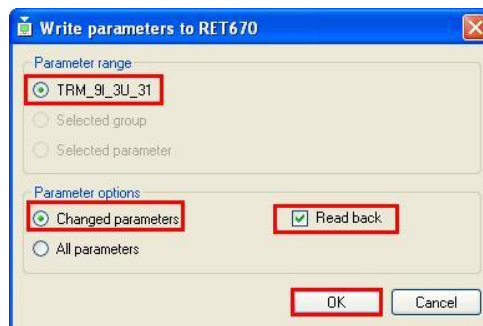 Write parameters to RET670
Parameter range
TRM_9I_3U_31
Selected group
Selected parameter
Parameter options
Changed parameters
Read back
All parameters
OK
Cancel